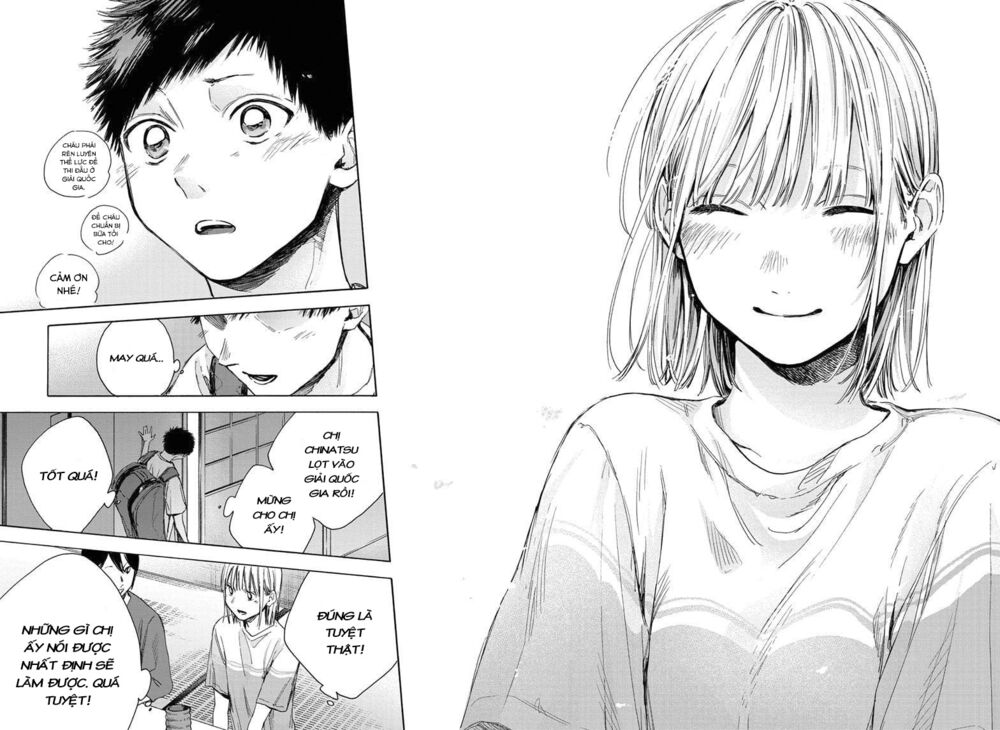 CHÁU PHẢI
RÈN LUYỆN
THỂ LỰC ĐỂ
THI ĐẤU Ở
GIẢI QUỐC
GIA.
ĐỂ CHÁU
CHUẨN BỊ
BỮA TỐI
CHO!
CẢM ƠN
NHÉ!
MAY QUÁ...
CHỊ
CHINATSU
LỌT VÀO
GIẢI QUỐC
GIA RỒI!
MỪNG
CHO CHỊ
ẤY!
TỐT QUÁ!
ĐÚNG LÀ
TUYỆT
THẬT!
NHỮNG GÌ CHỊ
ẤY NÓI ĐƯỢC
NHẤT ĐỊNH SẼ
LÀM ĐƯỢC. QUÁ
TUYỆT!